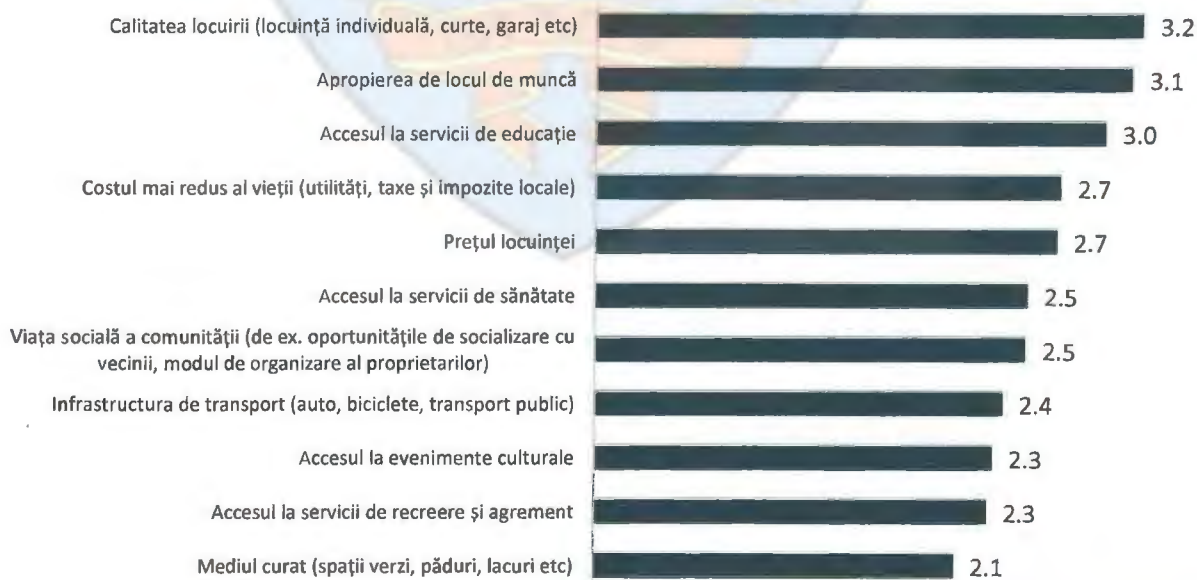 Calitatea locuirii (locuință individuală, curte, garaj etc) 3.2
Apropierea de locul de muncă 3.1
Accesul la servicii de educație 3.0
Costul mai redus al vieții (utilități, taxe și impozite locale) 2.7
Prețul locuinței 2.7
Accesul la servicii de sănătate 2.5
Viața socială a comunității (de ex. oportunitățile de socializare cu
vecinii, modul de organizare al proprietarilor) 2.5
Infrastructura de transport (auto, biciclete, transport public) 2.4
Accesul la evenimente culturale 2.3
Accesul la servicii de recreere și agrement 2.3
Mediul curat (spații verzi, păduri, lacuri etc) 2.1